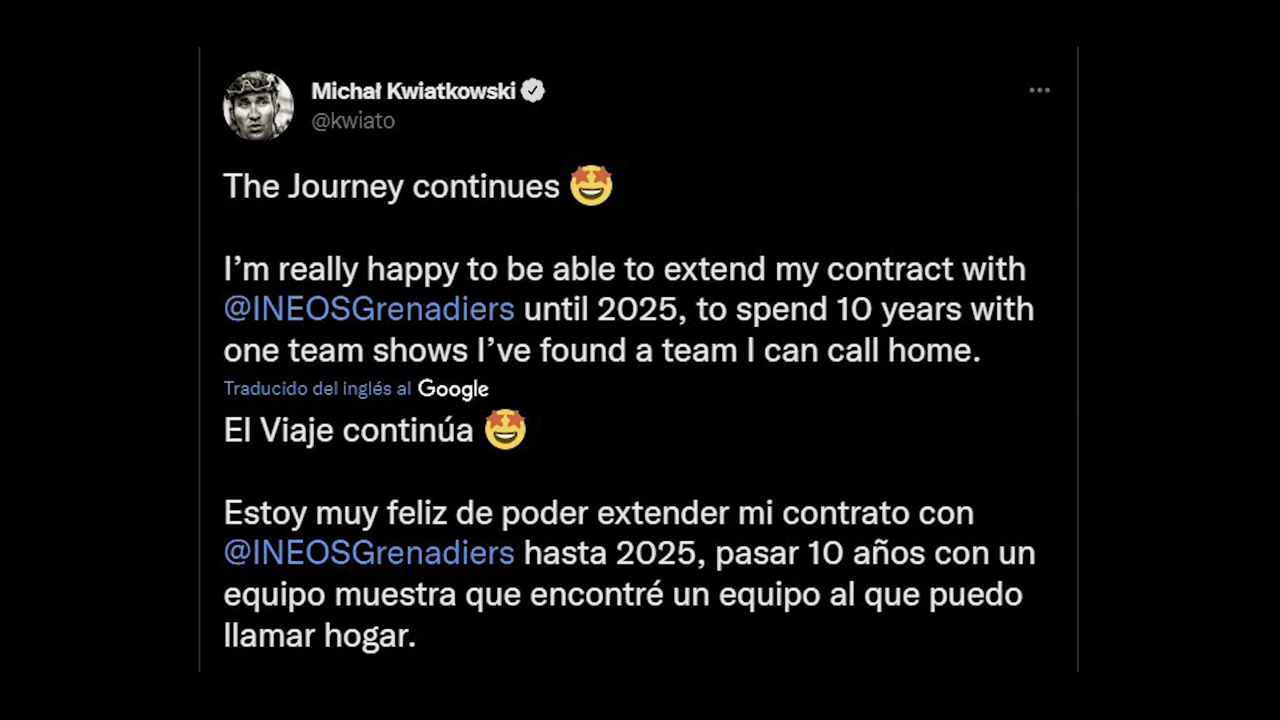 Michał Kwiatkowski
@kwiato
The Journey continues 🤩
I’m really happy to be able to extend my contract with
@INEOSGrenadiers until 2025, to spend 10 years with
one team shows I’ve found a team I can call home.
Traducido del inglés al Google
El Viaje continúa 🤩
Estoy muy feliz de poder extender mi contrato con
@INEOSGrenadiers hasta 2025, pasar 10 años con un
equipo muestra que encontré un equipo al que puedo
llamar hogar.